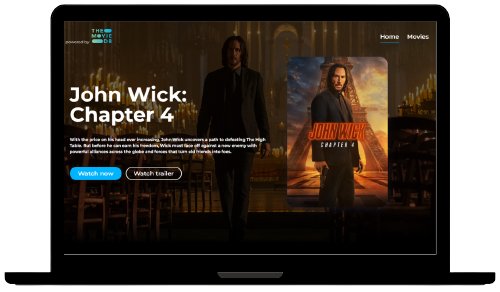 powered by
THE
MOVIE
DB
Home Movies
John Wick:
Chapter 4
With the price on his head ever increasing, John Wick uncovers a path to defeating The High
Table. But before he can earn his freedom, Wick must face off against a new enemy with
powerful alliances across the globe and forces that turn old friends into foes.
Watch now Watch trailer
JOHN WICK
CHAPTER 4